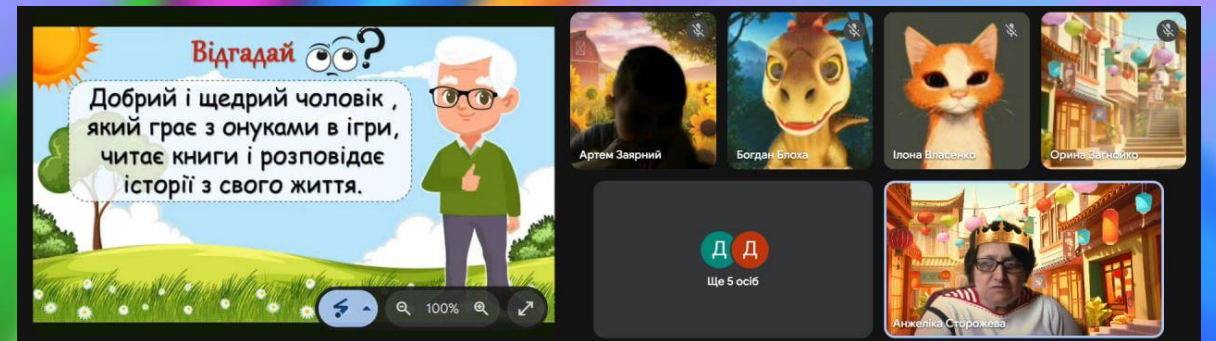 Відгадай ?
Добрий і щедрий чоловік ,
який грає з онуками в ігри,
читає книги і розповідає
історії з свого життя.
100%
Артем Заярний
Богдан Блоха
Ілона Власенко
Орина Загнойко
Д Д
Ще 5 осіб
Анжеліка Сторожева